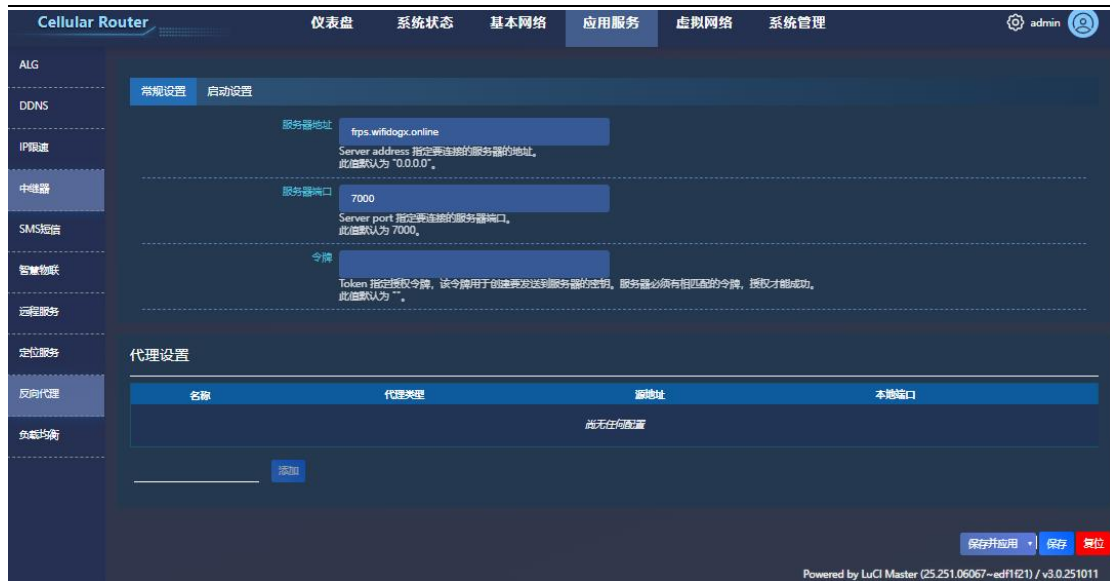 Cellular Router
仪表盘 系统状态 基本网络 应用服务 虚拟网络 系统管理 admin
ALG
DDNS
IP限速
中继器
SMS短信
智慧物联
远程服务
定位服务
反向代理
负载均衡
常规设置 启动设置
服务器地址 frps.wifidogx.online
Server address 指定要连接的服务器的地址。
此值默认为 "0.0.0.0"。
服务器端口 7000
Server port 指定要连接的服务器端口。
此值默认为 7000。
令牌
Token 指定授权令牌，该令牌用于创建要发送到服务器的密钥。服务器必须有相匹配的令牌，授权才能成功。
此值默认为 ""。
代理设置
名称 代理类型 源地址 本地端口
尚无任何配置
添加
保存并应用 保存 复位
Powered by LuCI Master (25.251.06067~edf1f21) / v3.0.251011